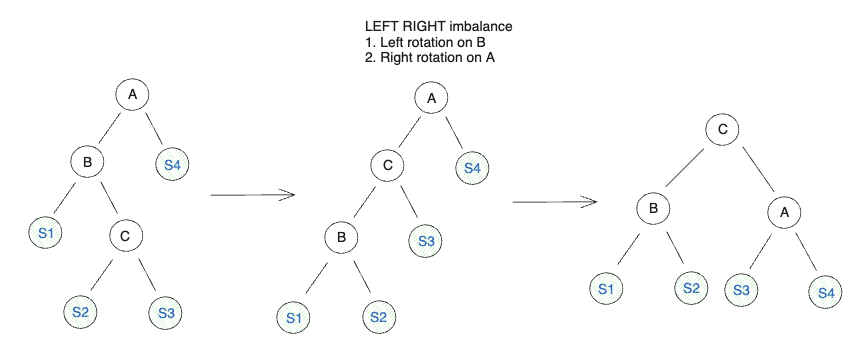 LEFT RIGHT imbalance
1. Left rotation on B
2. Right rotation on A
A
B
S4
S1
C
S2
S3
A
C
S4
B
S3
S1
S2
C
B
A
S1
S2
S3
S4